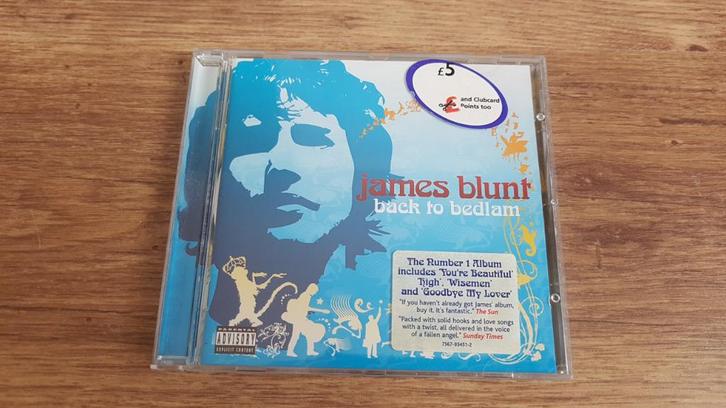 £5
and Clubcard
Points too
james blunt
back to bedlam
The Number 1 Album
includes 'You're Beautiful'
'High', 'Wisemen'
and 'Goodbye My Lover'
"If you haven't already got James' album,
buy it. It's fantastic." The Sun
"Packed with solid hooks and love songs
with a twist, all delivered in the voice
of a fallen angel." Sunday Times
7567-93451-2
PARENTAL
ADVISORY
EXPLICIT CONTENT